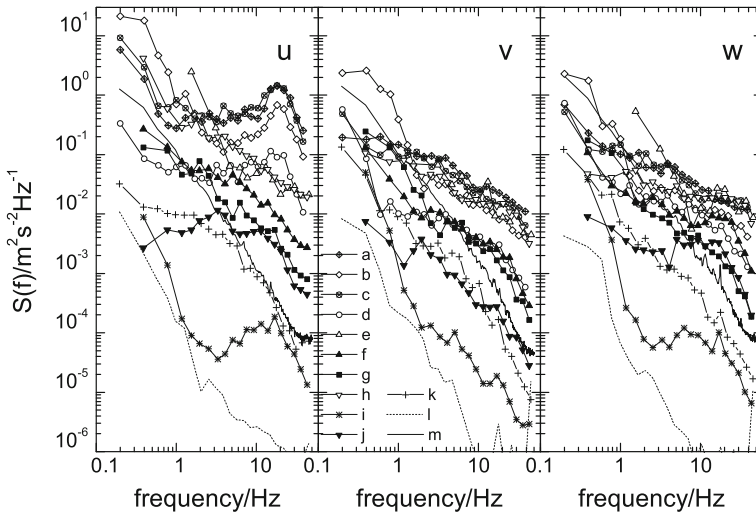 u
v
w
S(f)/m²s⁻²Hz⁻¹
10¹
10⁰
10⁻¹
10⁻²
10⁻³
10⁻⁴
10⁻⁵
10⁻⁶
a
b
c
d
e
f
g
h
i
j
k
l
m
0.1 1 10 0.1 1 10 0.1 1 10
frequency/Hz frequency/Hz frequency/Hz